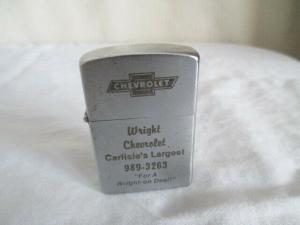 CHEVROLET
Wright
Chevrolet
Carlisle's Largest
989-3263
"For A
Wright-on Deal!"